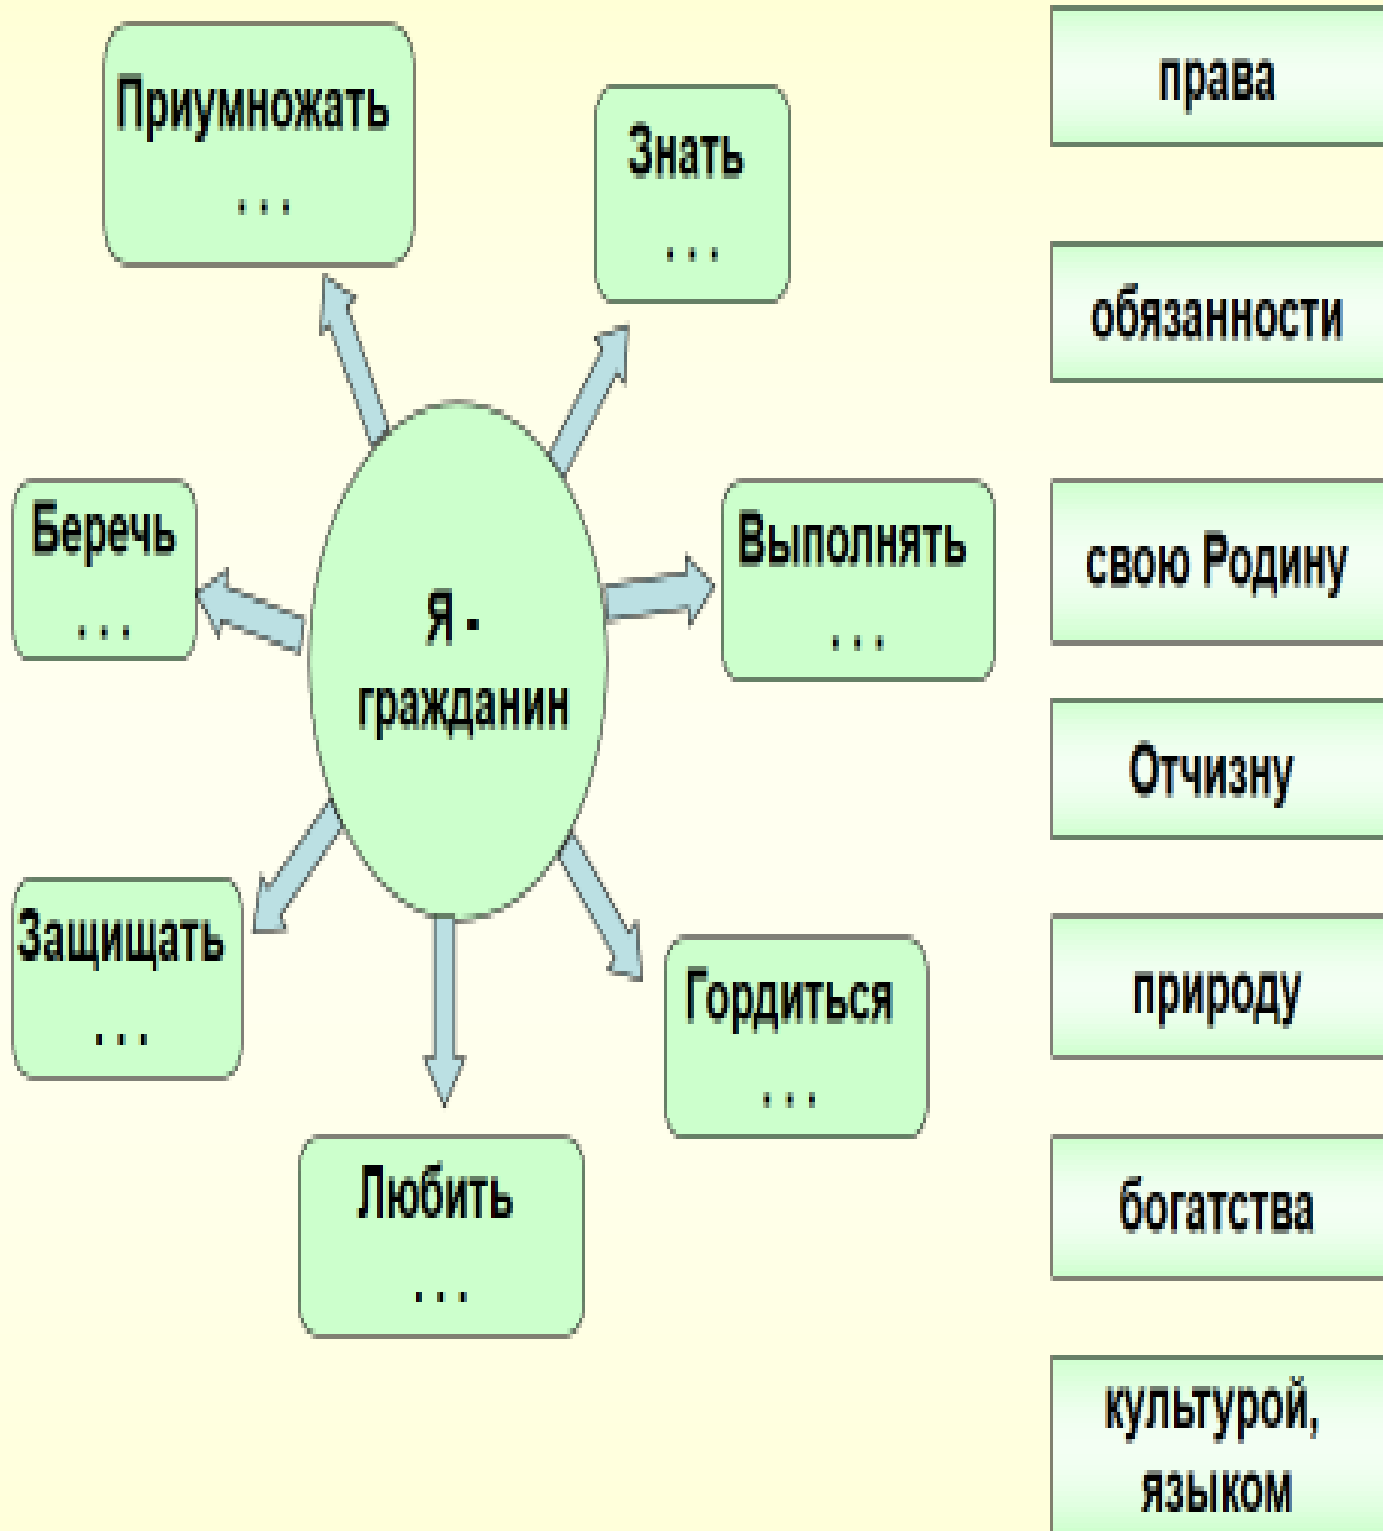 Приумножать
...
Знать
...
Беречь
...
Я -
гражданин
Выполнять
...
Защищать
...
Гордиться
...
Любить
...
права
обязанности
свою Родину
Отчизну
природу
богатства
культурой,
языком